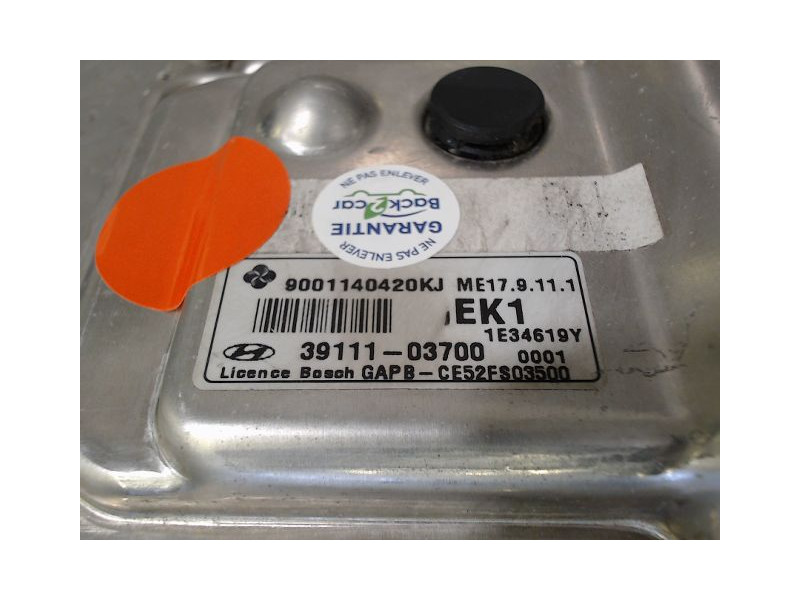 NE PAS ENLEVER
Back2car
GARANTIE
NE PAS ENLEVER
9001140420KJ ME17.9.11.1
EK1
1E34619Y
39111-03700 0001
Licence Bosch GAPB-CE52FS03500